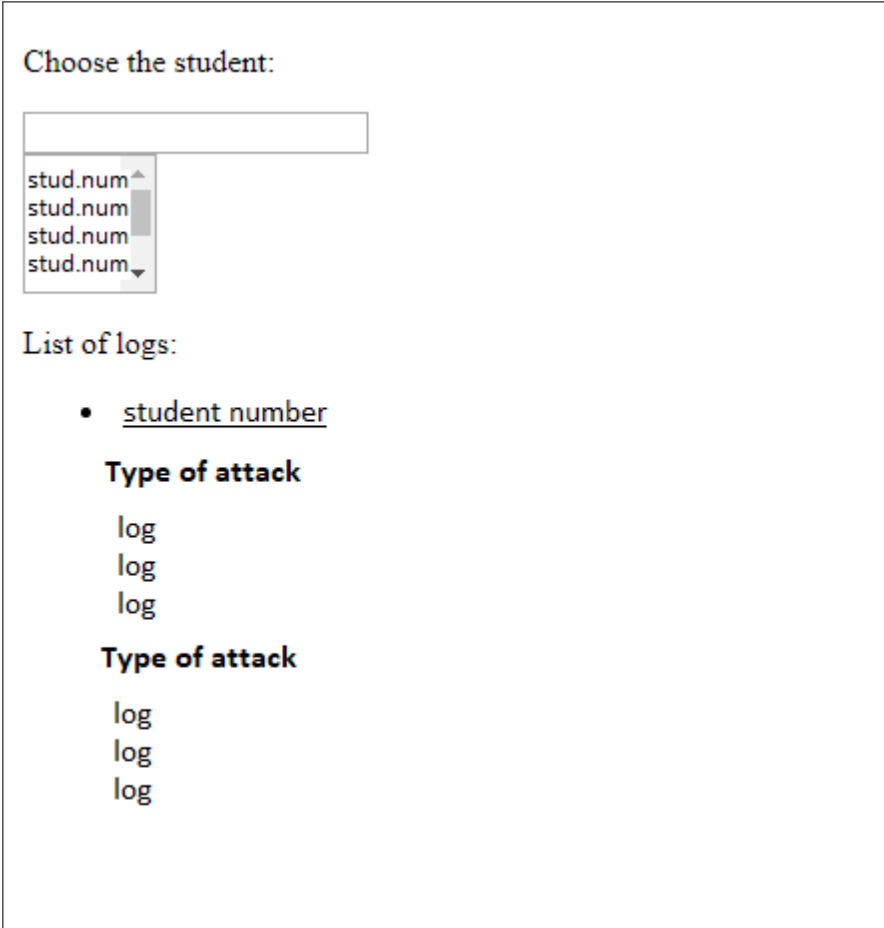 Choose the student:
stud.num
stud.num
stud.num
stud.num
List of logs:
• student number
Type of attack
log
log
log
Type of attack
log
log
log